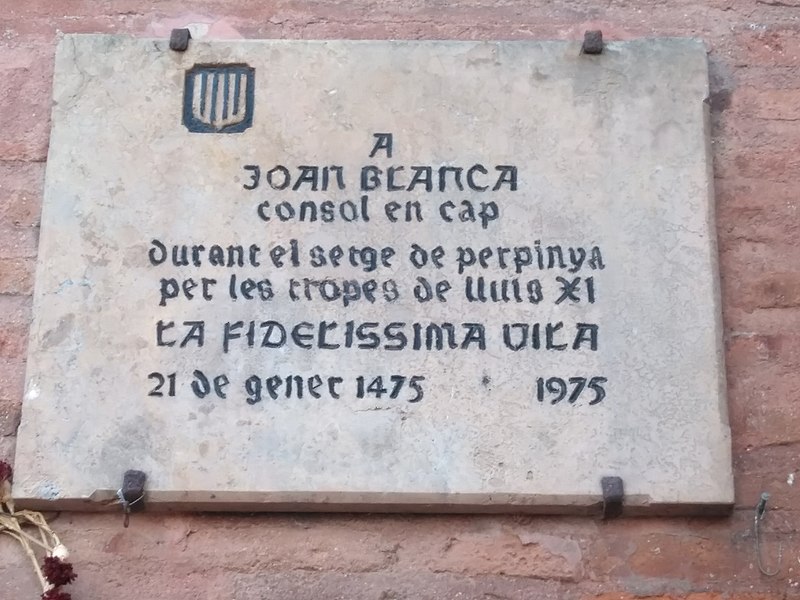 A
JOAN BLANCA
consol en cap
durant el setge de perpinya
per les tropes de lluis XI
LA FIDELISSIMA VILA
21 de gener 1475 1975